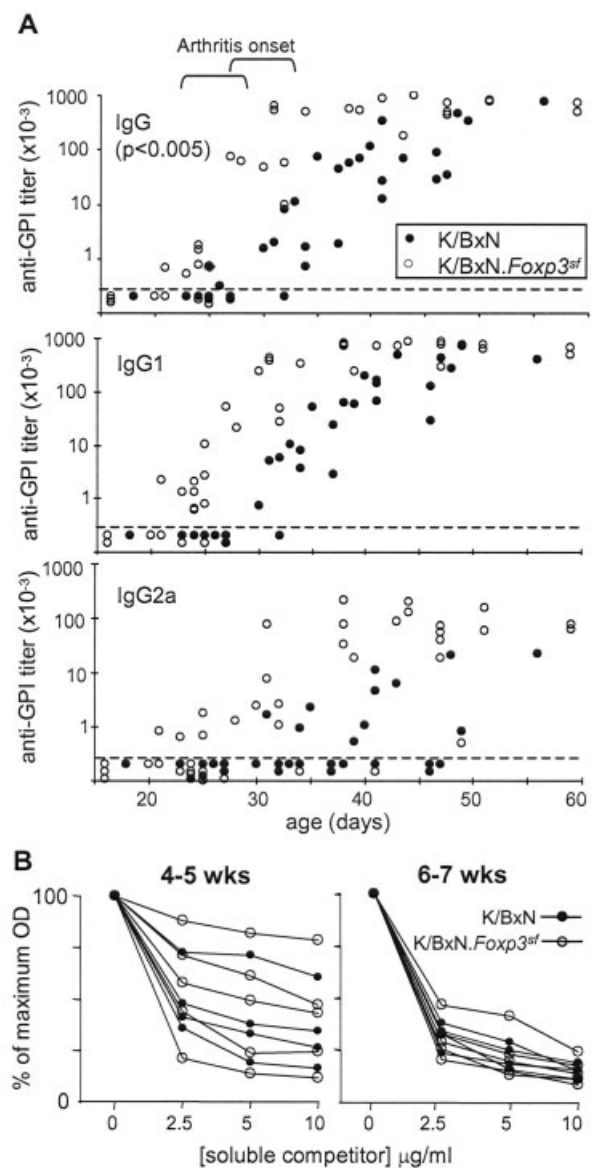 A
Arthritis onset
anti-GPI titer (x10⁻³)
1000
100
10
1
IgG
(p<0.005)
K/BxN
K/BxN.Foxp3ˢᶠ
anti-GPI titer (x10⁻³)
1000
100
10
1
IgG1
anti-GPI titer (x10⁻³)
1000
100
10
1
IgG2a
20 30 40 50 60
age (days)
B
4-5 wks
6-7 wks
% of maximum OD
100
0
K/BxN
K/BxN.Foxp3ˢᶠ
0 2.5 5 10
0 2.5 5 10
[soluble competitor] µg/ml